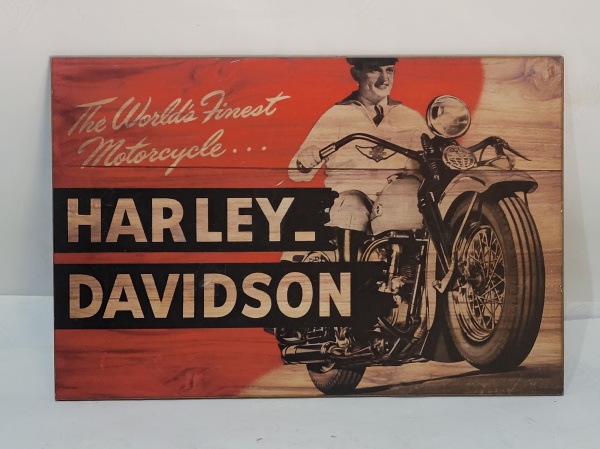 The World's Finest
Motorcycle...
HARLEY-
DAVIDSON